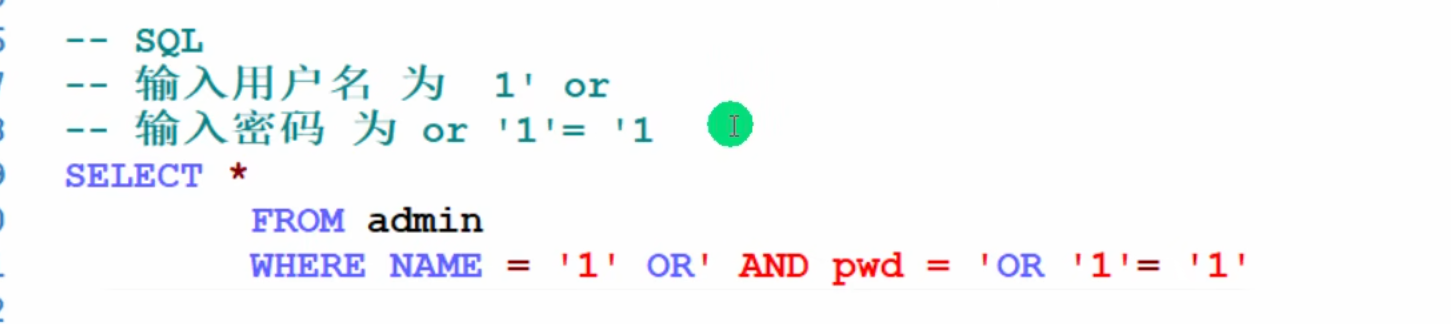 -- SQL
-- 输入用户名 为 1' or
-- 输入密码 为 or '1'= '1
SELECT *
FROM admin
WHERE NAME = '1' OR' AND pwd = 'OR '1'= '1'